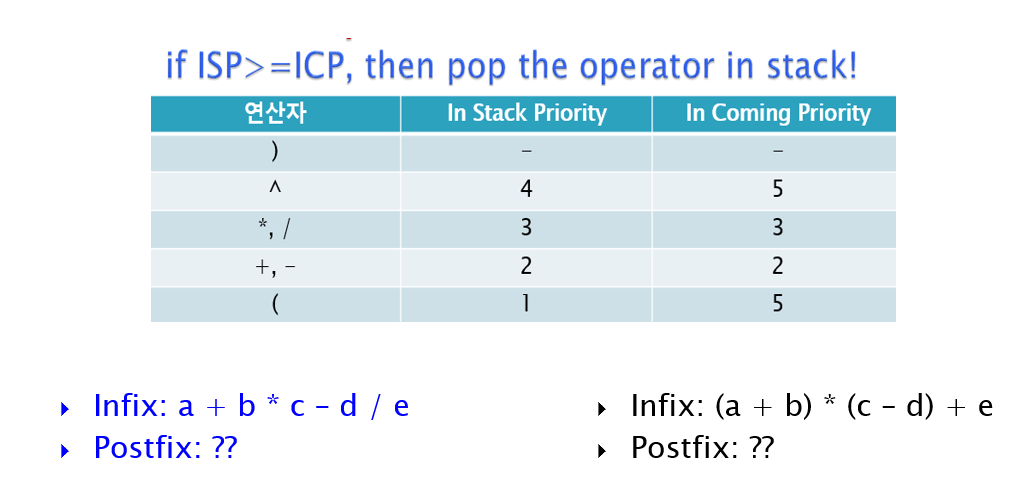 if ISP>=ICP, then pop the operator in stack!
연산자 In Stack Priority In Coming Priority
) – –
^ 4 5
*, / 3 3
+, – 2 2
( 1 5
‣ Infix: a + b * c – d / e
‣ Postfix: ??
‣ Infix: (a + b) * (c – d) + e
‣ Postfix: ??